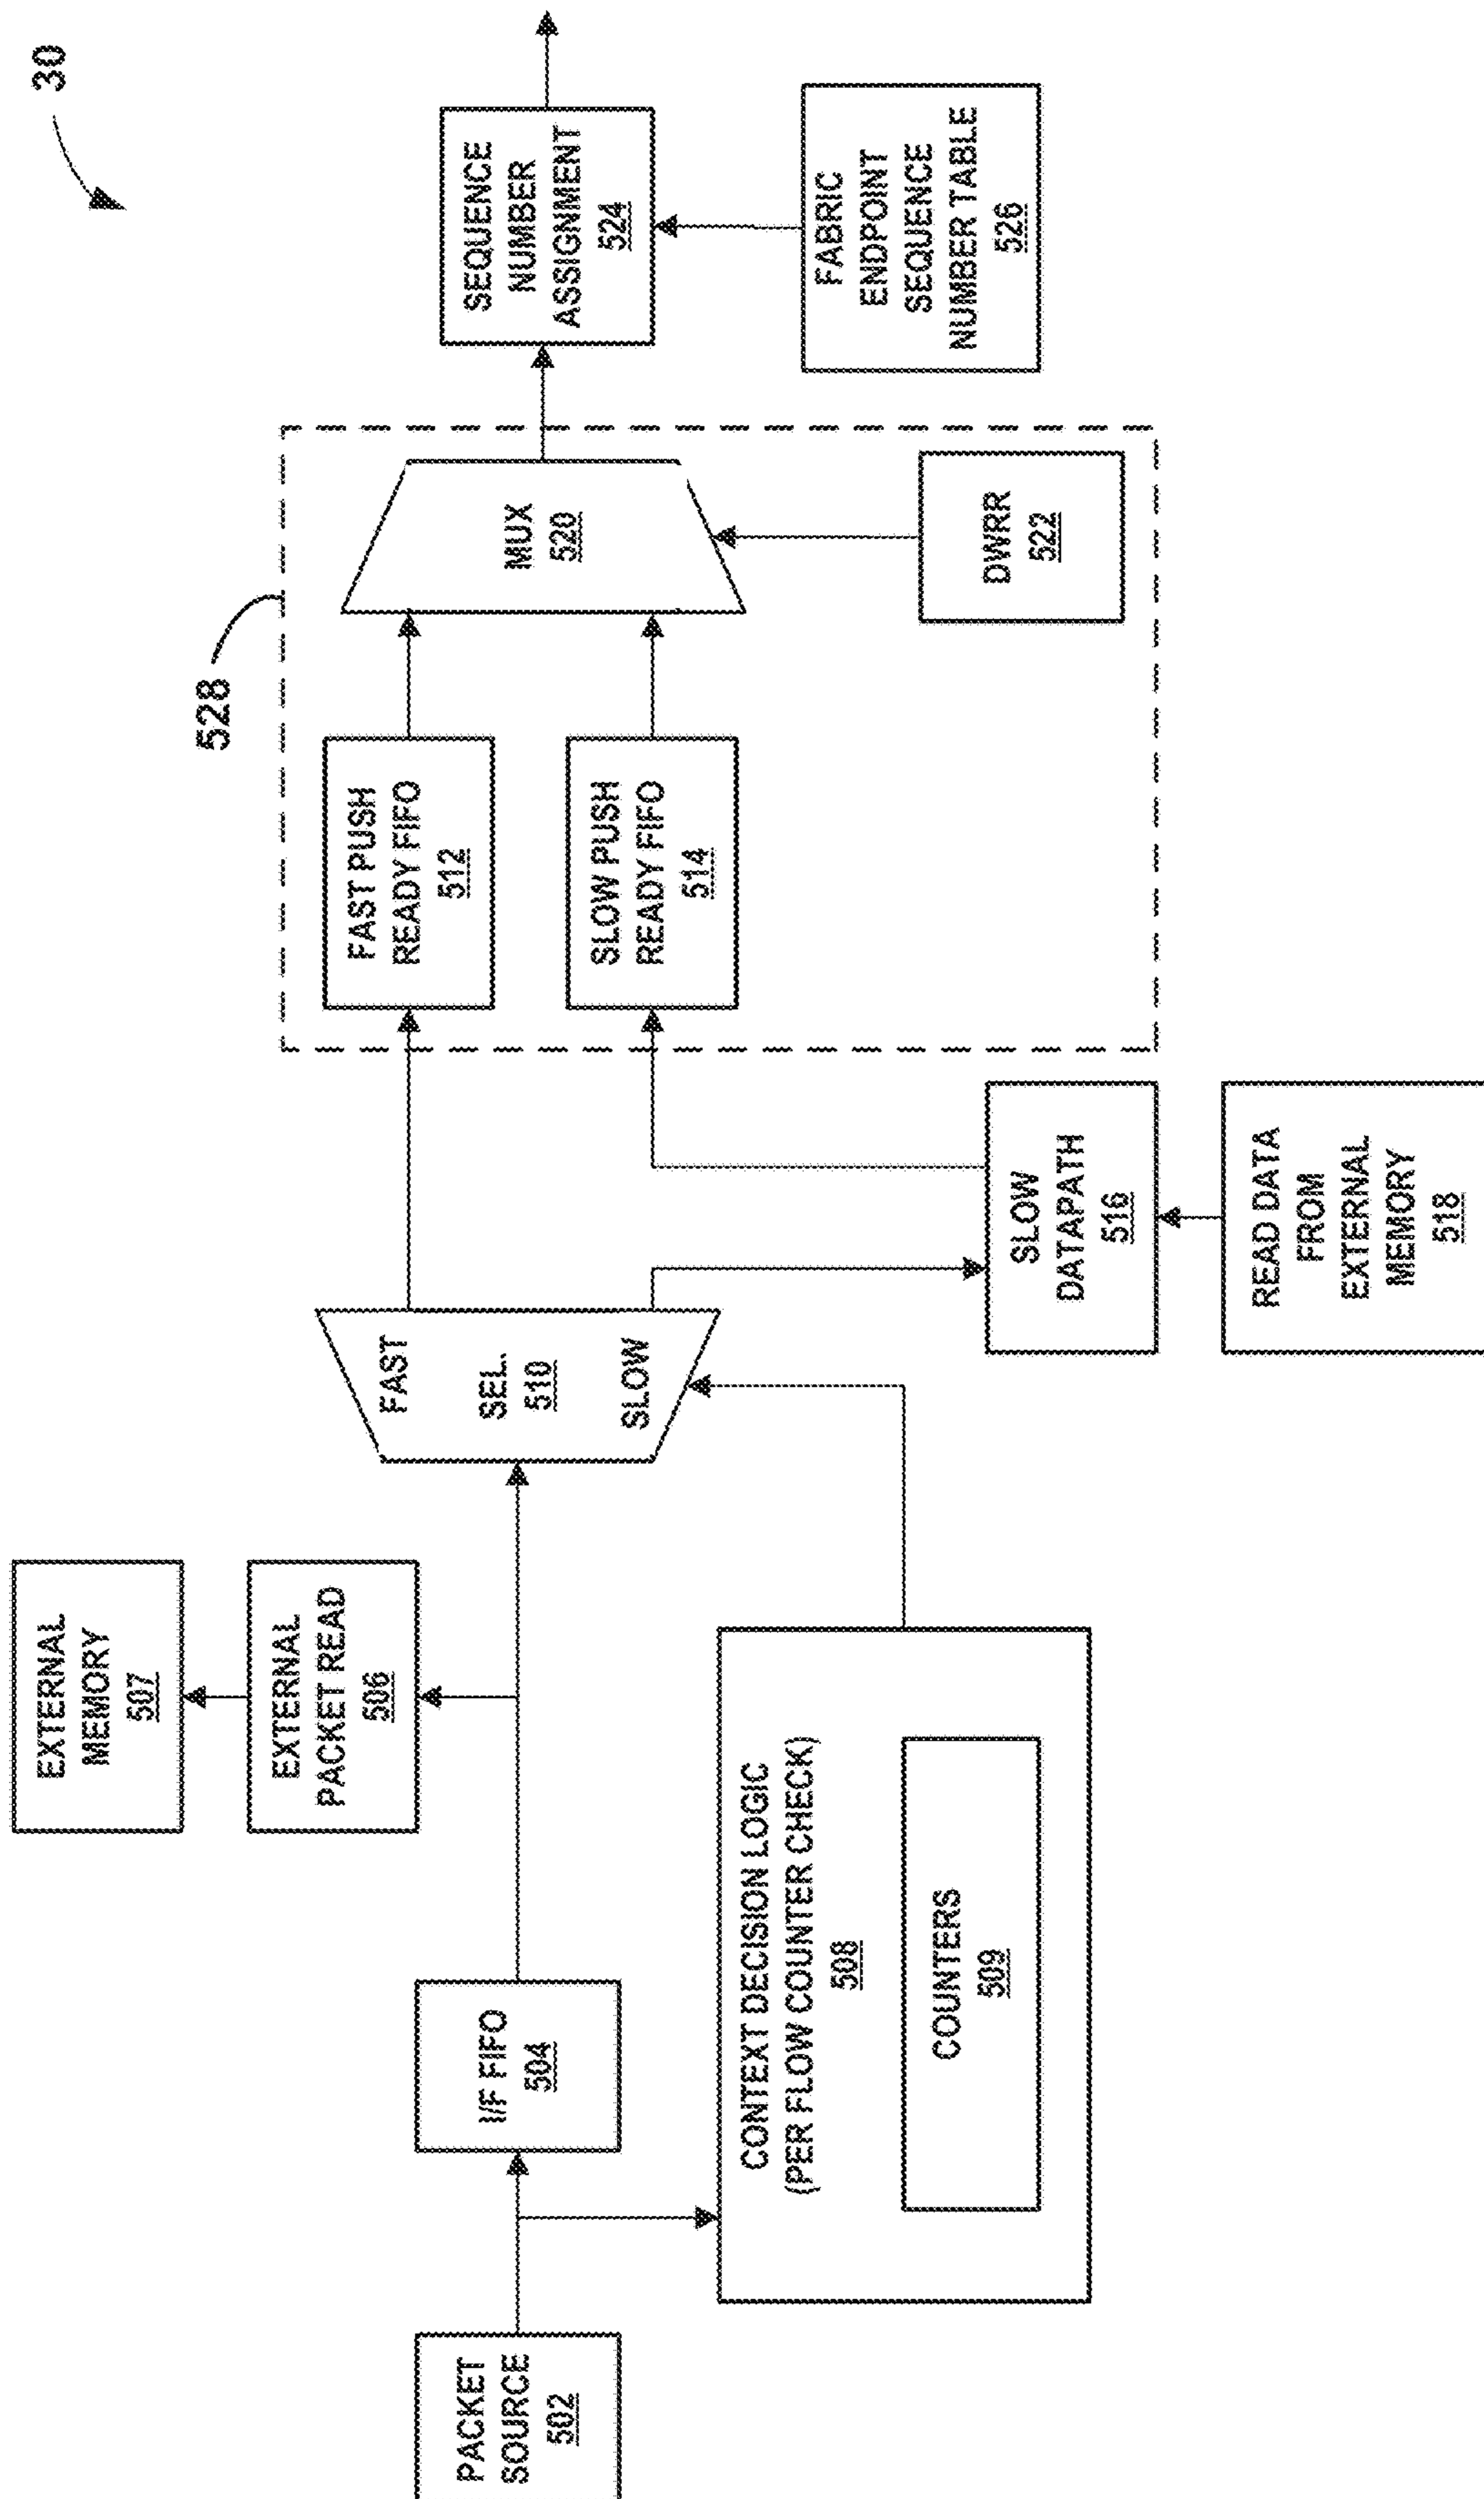 30
PACKET
SOURCE
502
I/F FIFO
504
EXTERNAL
MEMORY
507
EXTERNAL
PACKET READ
506
CONTEXT DECISION LOGIC
(PER FLOW COUNTER CHECK)
508
COUNTERS
509
FAST
SEL.
510
SLOW
SLOW
DATAPATH
516
READ DATA
FROM
EXTERNAL
MEMORY
518
528
FAST PUSH
READY FIFO
512
SLOW PUSH
READY FIFO
514
MUX
520
DWRR
522
SEQUENCE
NUMBER
ASSIGNMENT
524
FABRIC
ENDPOINT
SEQUENCE
NUMBER TABLE
526